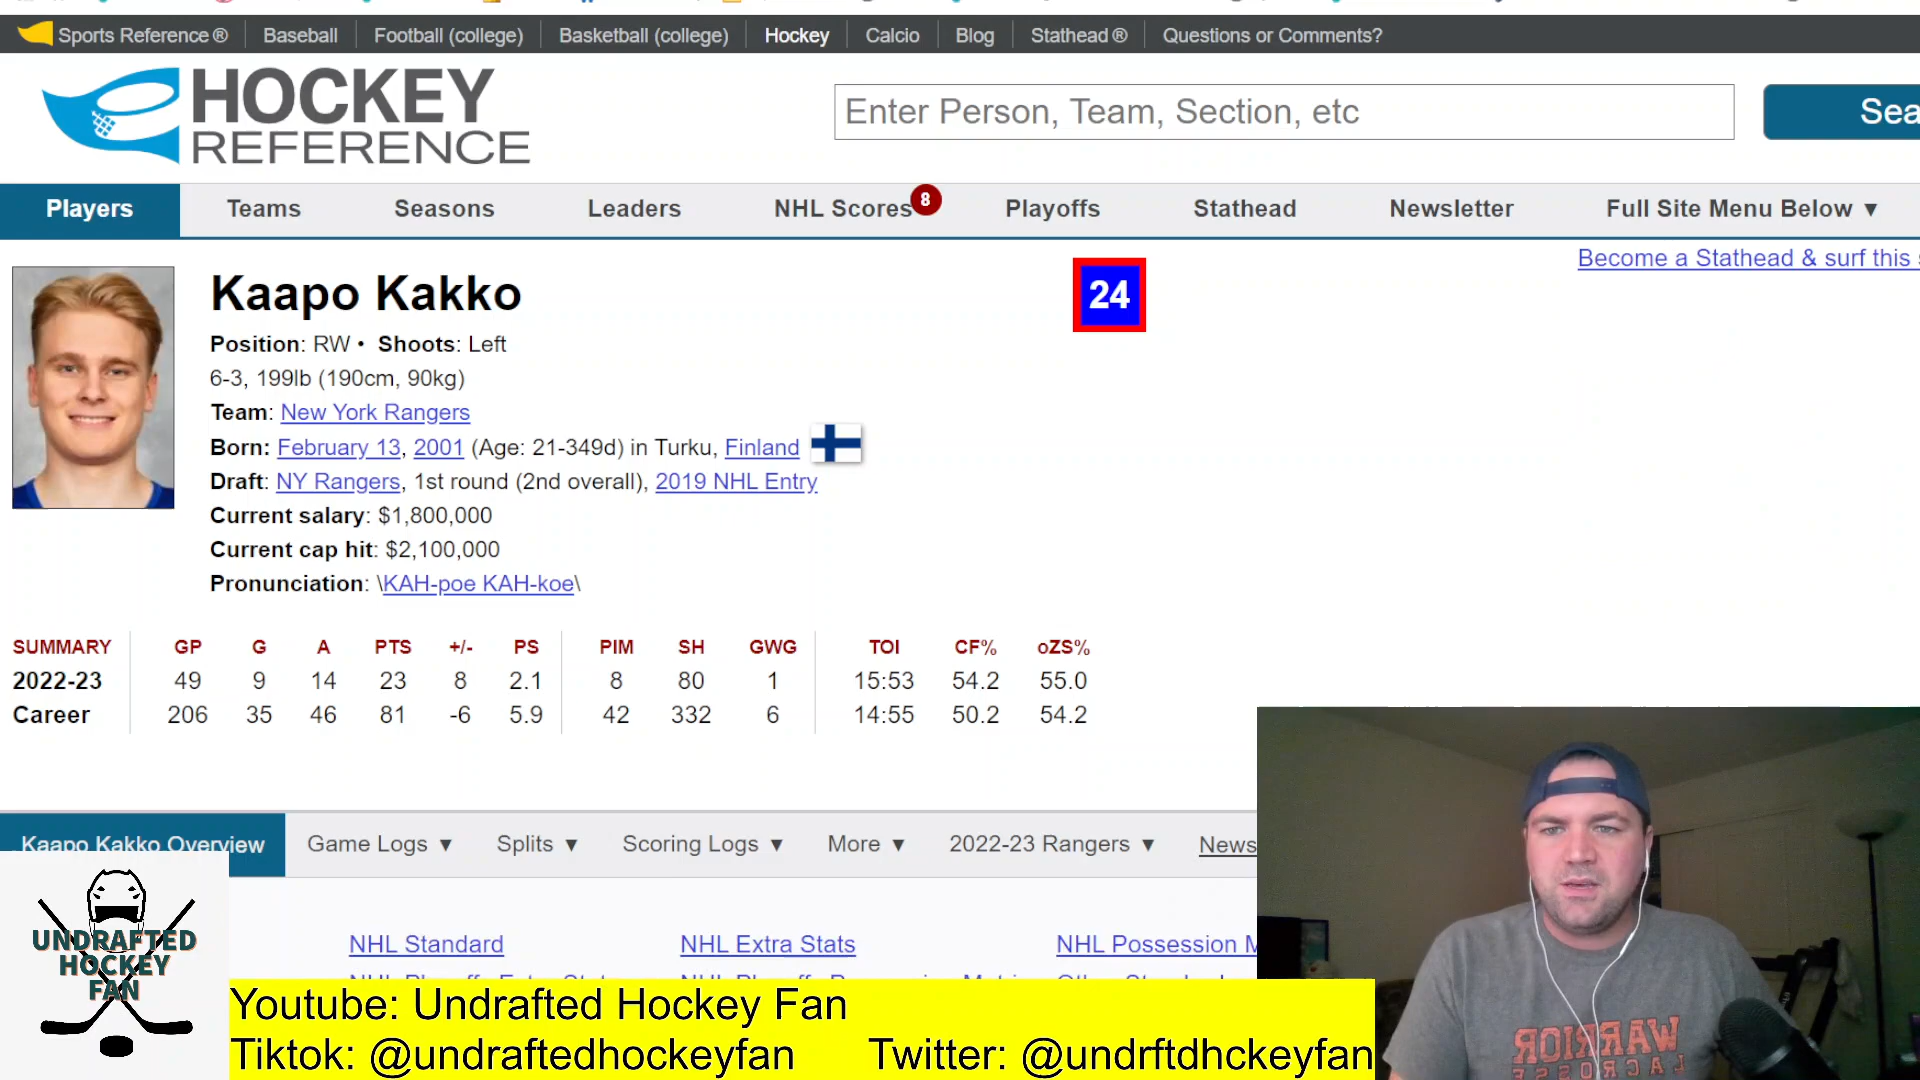 Sports Reference ® Baseball Football (college) Basketball (college) Hockey Calcio Blog Stathead ® Questions or Comments?
HOCKEY
REFERENCE
Enter Person, Team, Section, etc
Sea
Players Teams Seasons Leaders NHL Scores 8 Playoffs Stathead Newsletter Full Site Menu Below ▼
Become a Stathead & surf this
Kaapo Kakko
24
Position: RW • Shoots: Left
6-3, 199lb (190cm, 90kg)
Team: New York Rangers
Born: February 13, 2001 (Age: 21-349d) in Turku, Finland
Draft: NY Rangers, 1st round (2nd overall), 2019 NHL Entry
Current salary: $1,800,000
Current cap hit: $2,100,000
Pronunciation: \KAH-poe KAH-koe\
SUMMARY GP G A PTS +/- PS PIM SH GWG TOI CF% oZS%
2022-23 49 9 14 23 8 2.1 8 80 1 15:53 54.2 55.0
Career 206 35 46 81 -6 5.9 42 332 6 14:55 50.2 54.2
Kaapo Kakko Overview Game Logs ▼ Splits ▼ Scoring Logs ▼ More ▼ 2022-23 Rangers ▼ News
NHL Standard NHL Extra Stats NHL Possession M
UNDRAFTED
HOCKEY
FAN
Youtube: Undrafted Hockey Fan
Tiktok: @undraftedhockeyfan Twitter: @undrftdhckeyfan
WARRIOR
LACROSSE